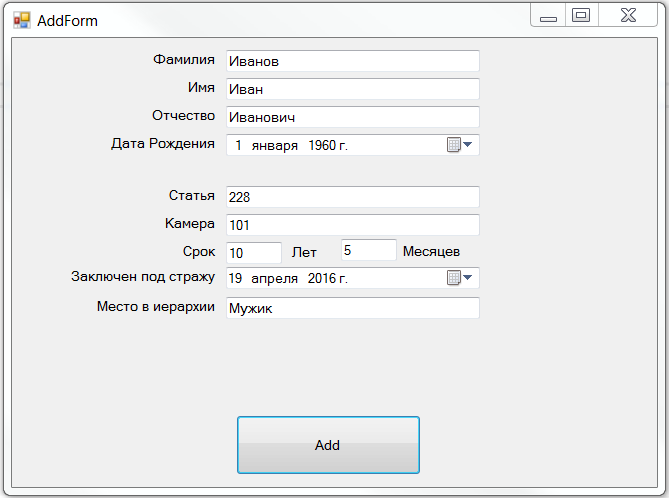 AddForm
Фамилия Иванов
Имя Иван
Отчество Иванович
Дата Рождения 1 января 1960 г.
Статья 228
Камера 101
Срок 10 Лет 5 Месяцев
Заключен под стражу 19 апреля 2016 г.
Место в иерархии Мужик
Add